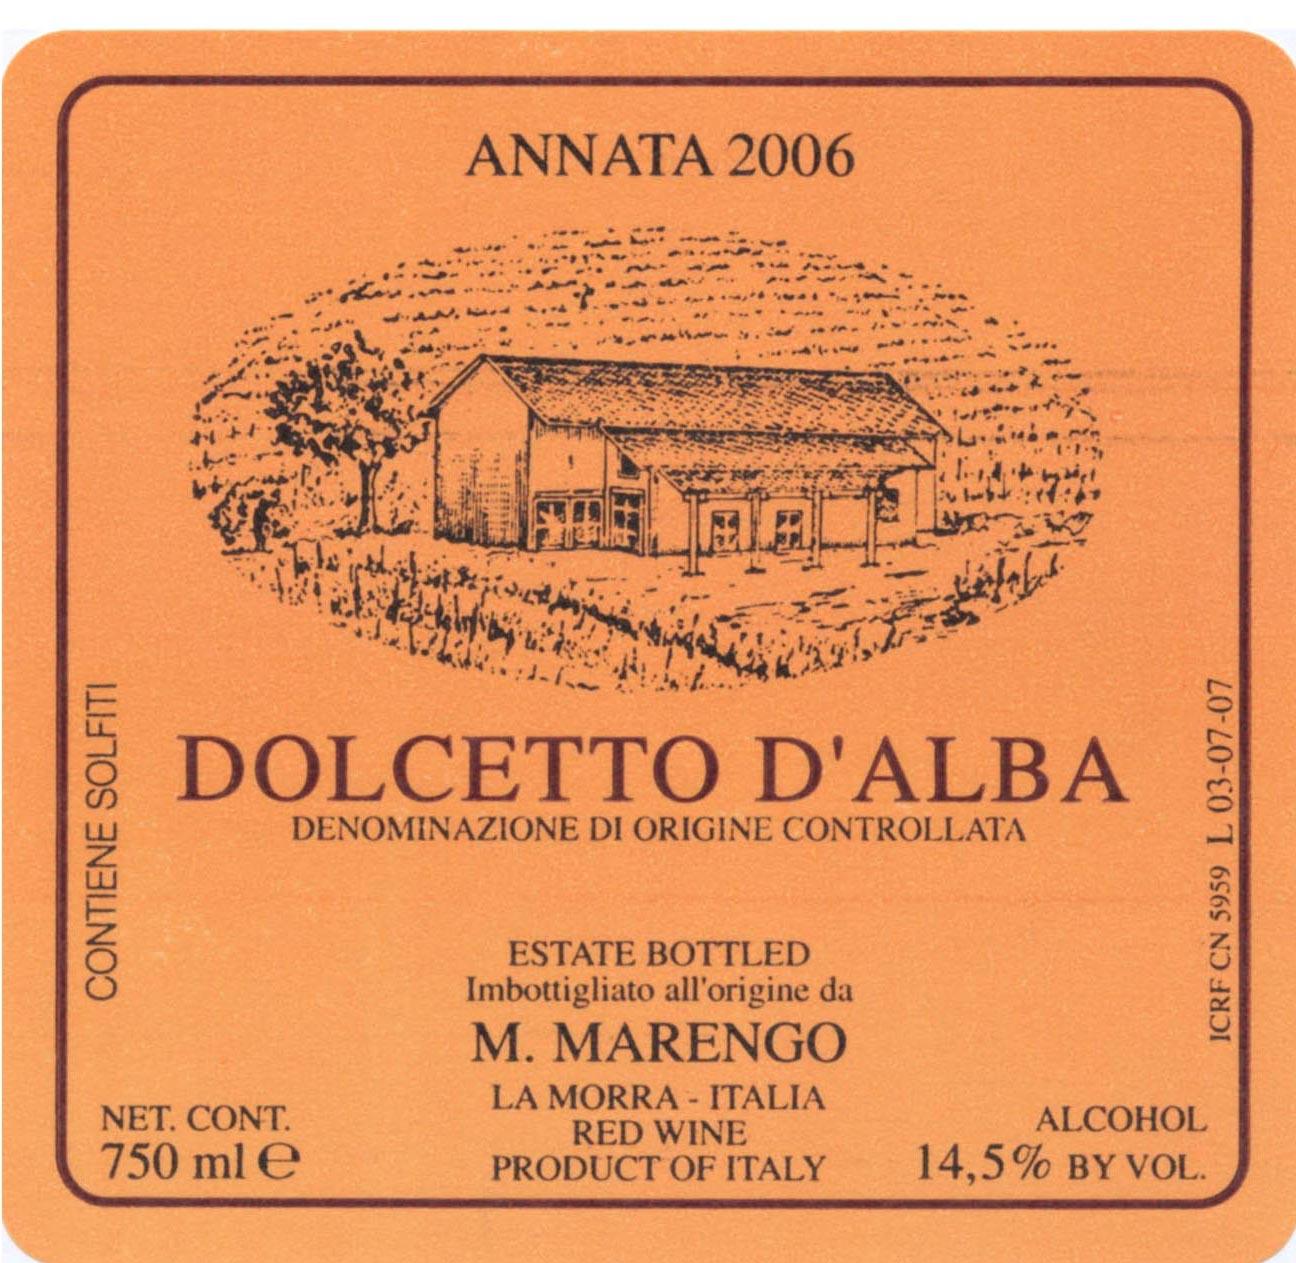 ANNATA 2006
DOLCETTO D'ALBA
DENOMINAZIONE DI ORIGINE CONTROLLATA
CONTIENE SOLFITI
ICRF CN 5959 L 03-07-07
ESTATE BOTTLED
Imbottigliato all'origine da
M. MARENGO
LA MORRA - ITALIA
RED WINE
PRODUCT OF ITALY
NET. CONT.
750 ml ℮
ALCOHOL
14,5% BY VOL.